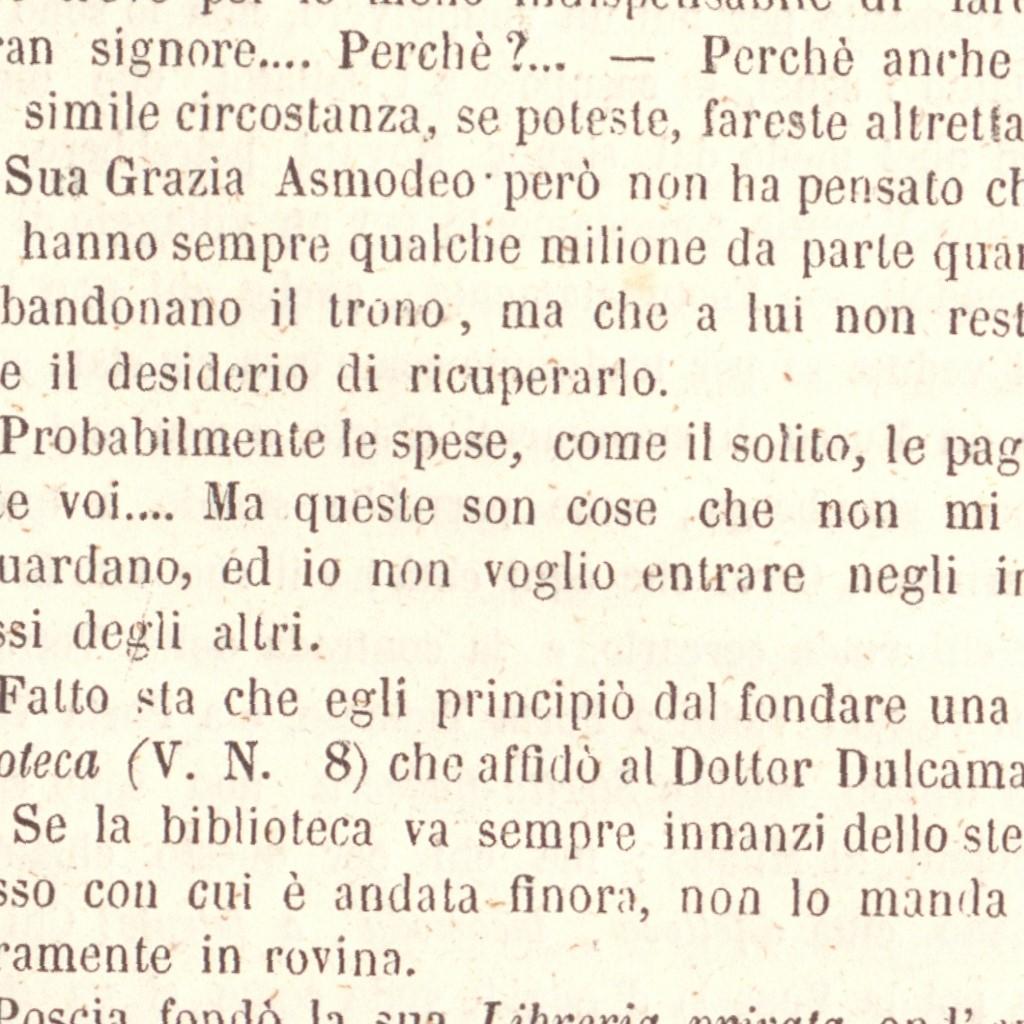 ran signore.... Perchè ?... — Perchè anche
simile circostanza, se poteste, fareste altretta
Sua Grazia Asmodeo però non ha pensato ch
hanno sempre qualche milione da parte quan
bandonano il trono, ma che a lui non rest
e il desiderio di ricuperarlo.
Probabilmente le spese, come il solito, le pag
te voi.... Ma queste son cose che non mi
uardano, ed io non voglio entrare negli in
ssi degli altri.
Fatto sta che egli principiò dal fondare una
oteca (V. N. 8) che affidò al Dottor Dulcama
Se la biblioteca va sempre innanzi dello ste
sso con cui è andata finora, non lo manda
ramente in rovina.
Poscia fondò la sua Libreria privata